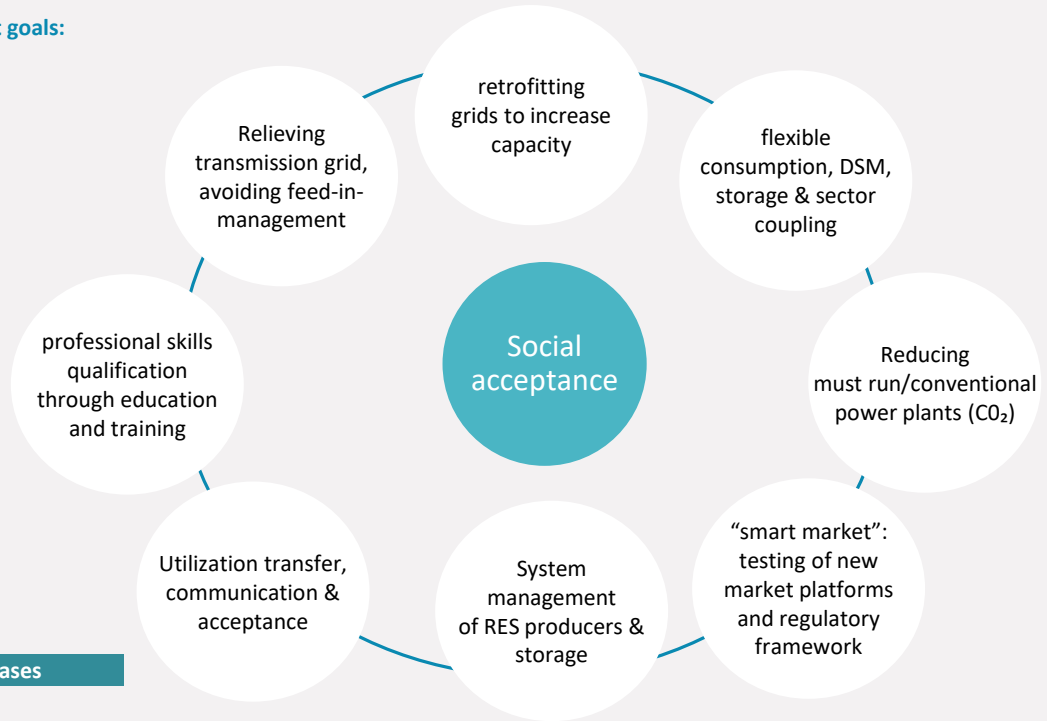 t goals:
retrofitting
grids to increase
capacity
Relieving
transmission grid,
avoiding feed-in-
management
flexible
consumption, DSM,
storage & sector
coupling
professional skills
qualification
through education
and training
Social
acceptance
Reducing
must run/conventional
power plants (C0₂)
Utilization transfer,
communication &
acceptance
System
management
of RES producers &
storage
“smart market”:
testing of new
market platforms
and regulatory
framework
ases